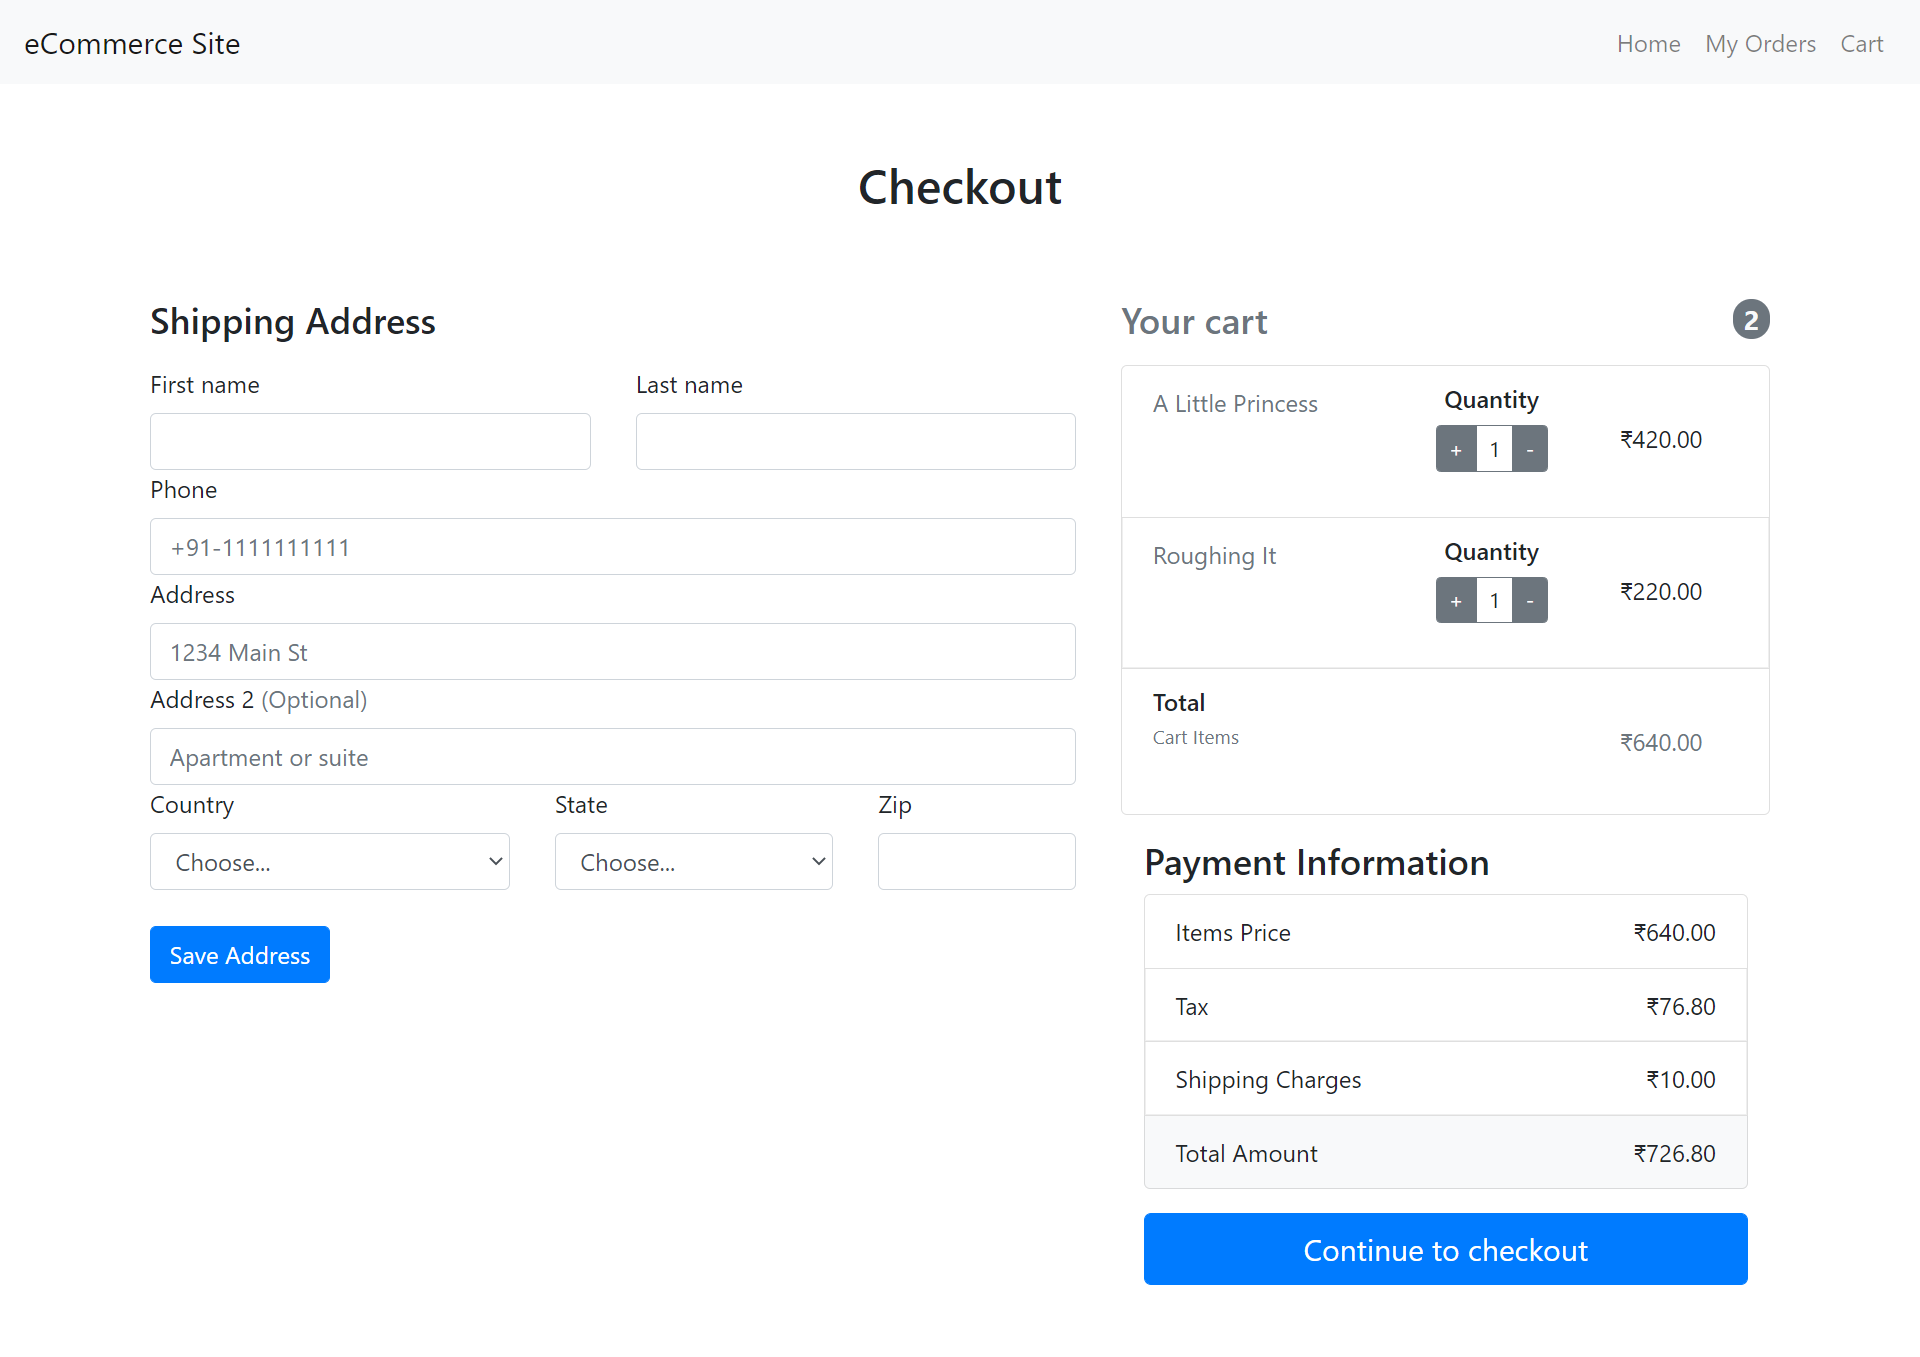 eCommerce Site
Home My Orders Cart
Checkout
Shipping Address
First name Last name
Phone
+91-1111111111
Address
1234 Main St
Address 2 (Optional)
Apartment or suite
Country State Zip
Choose... Choose...
Save Address
Your cart 2
A Little Princess
Quantity
+ 1 -
₹420.00
Roughing It
Quantity
+ 1 -
₹220.00
Total
Cart Items
₹640.00
Payment Information
Items Price ₹640.00
Tax ₹76.80
Shipping Charges ₹10.00
Total Amount ₹726.80
Continue to checkout